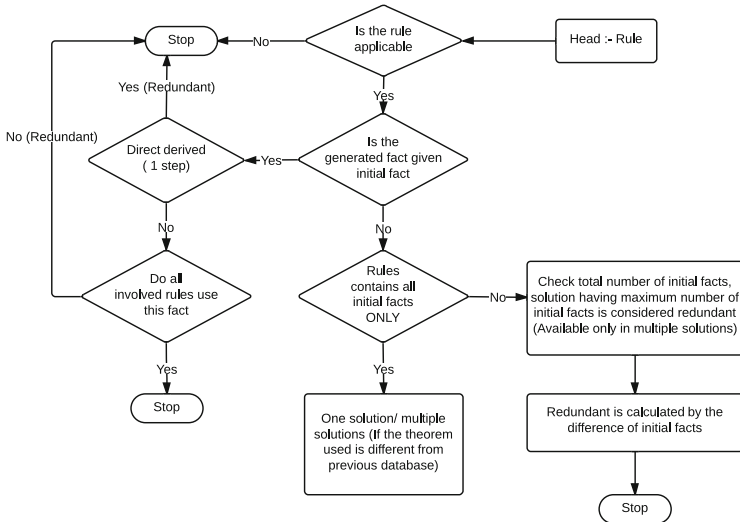 Stop
No
Is the rule
applicable
Head :- Rule
Yes (Redundant)
Yes
No (Redundant)
Direct derived
( 1 step)
Yes
Is the
generated fact given
initial fact
No
No
Do all
involved rules use
this fact
Rules
contains all
initial facts
ONLY
No
Check total number of initial facts,
solution having maximum number of
initial facts is considered redundant
(Available only in multiple solutions)
Yes
Yes
Stop
One solution/ multiple
solutions (If the theorem
used is different from
previous database)
Redundant is calculated by the
difference of initial facts
Stop